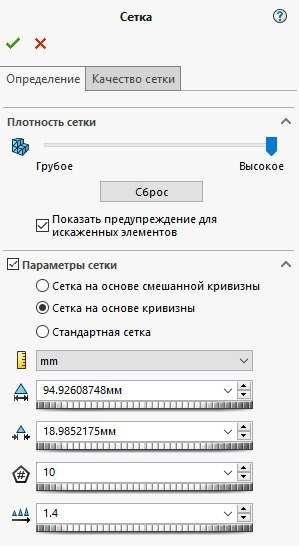 Сетка
Определение
Качество сетки
Плотность сетки
Грубое
Высокое
Сброс
Показать предупреждение для
искаженных элементов
Параметры сетки
Сетка на основе смешанной кривизны
Сетка на основе кривизны
Стандартная сетка
mm
94.92608748мм
18.9852175мм
10
1.4